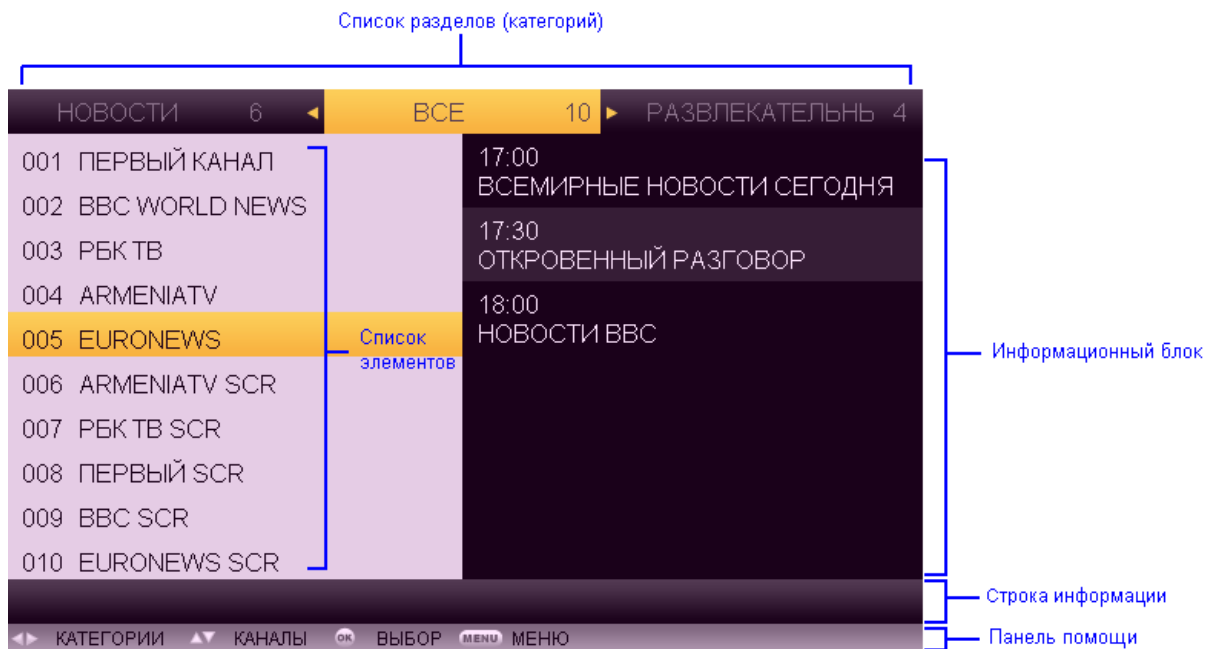 Список разделов (категорий)
НОВОСТИ 6 ВСЕ 10 РАЗВЛЕКАТЕЛЬНЬ 4
001 ПЕРВЫЙ КАНАЛ
002 BBC WORLD NEWS
003 РБК ТВ
004 ARMENIATV
005 EURONEWS
006 ARMENIATV SCR
007 РБК ТВ SCR
008 ПЕРВЫЙ SCR
009 BBC SCR
010 EURONEWS SCR
Список
элементов
17:00
ВСЕМИРНЫЕ НОВОСТИ СЕГОДНЯ
17:30
ОТКРОВЕННЫЙ РАЗГОВОР
18:00
НОВОСТИ BBC
Информационный блок
Строка информации
КАТЕГОРИИ КАНАЛЫ OK ВЫБОР MENU МЕНЮ
Панель помощи